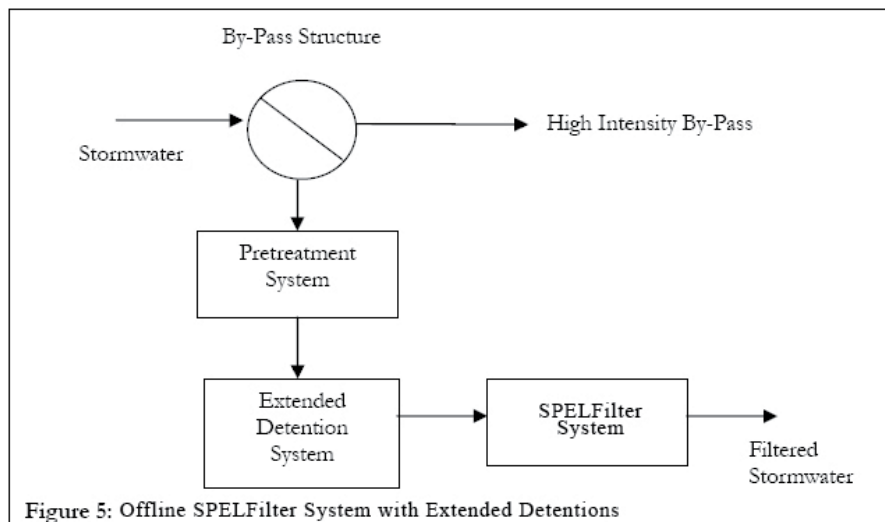 By-Pass Structure
Stormwater
High Intensity By-Pass
Pretreatment
System
Extended
Detention
System
SPELFilter
System
Filtered
Stormwater
Figure 5: Offline SPELFilter System with Extended Detentions